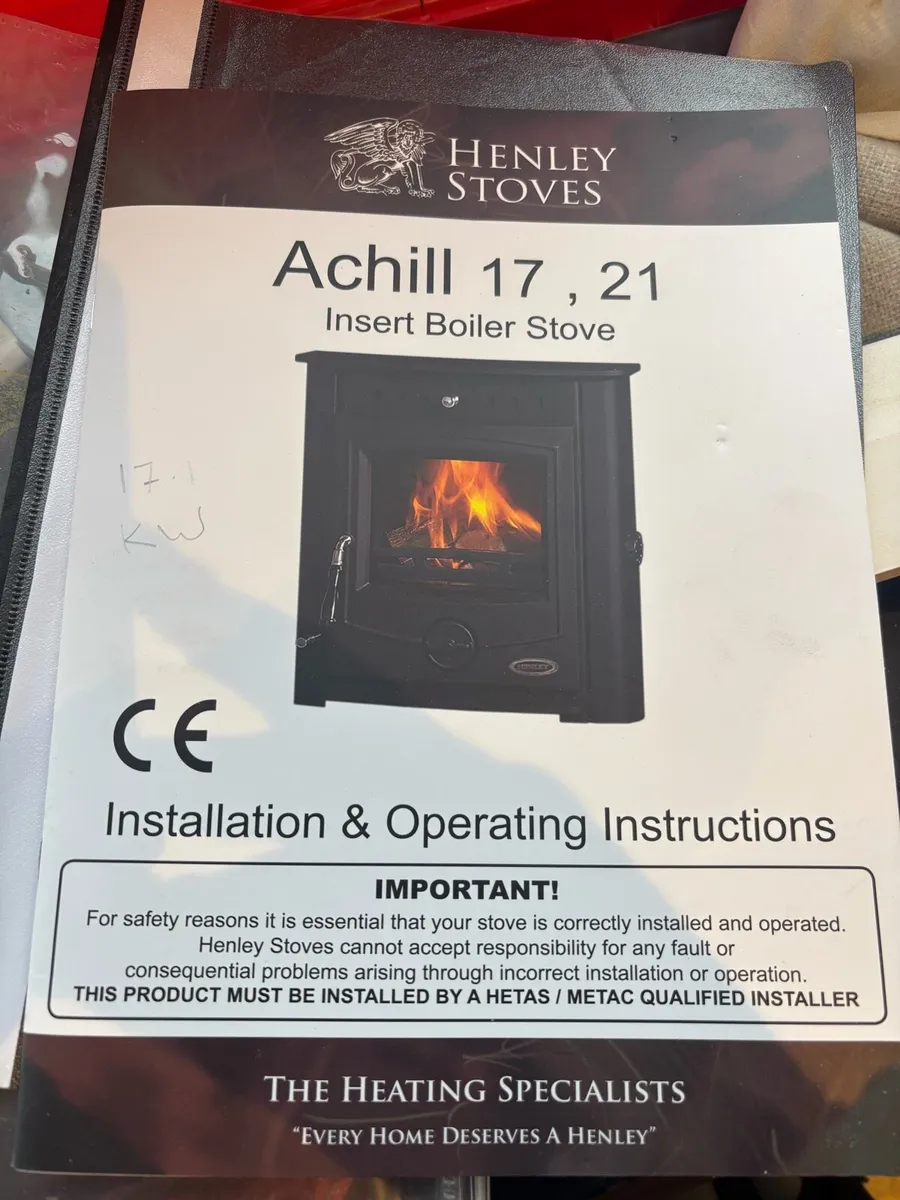 HENLEY
STOVES
Achill 17 , 21
Insert Boiler Stove
17.1
KW
HENLEY
CE
Installation & Operating Instructions
IMPORTANT!
For safety reasons it is essential that your stove is correctly installed and operated.
Henley Stoves cannot accept responsibility for any fault or
consequential problems arising through incorrect installation or operation.
THIS PRODUCT MUST BE INSTALLED BY A HETAS / METAC QUALIFIED INSTALLER
THE HEATING SPECIALISTS
“EVERY HOME DESERVES A HENLEY”